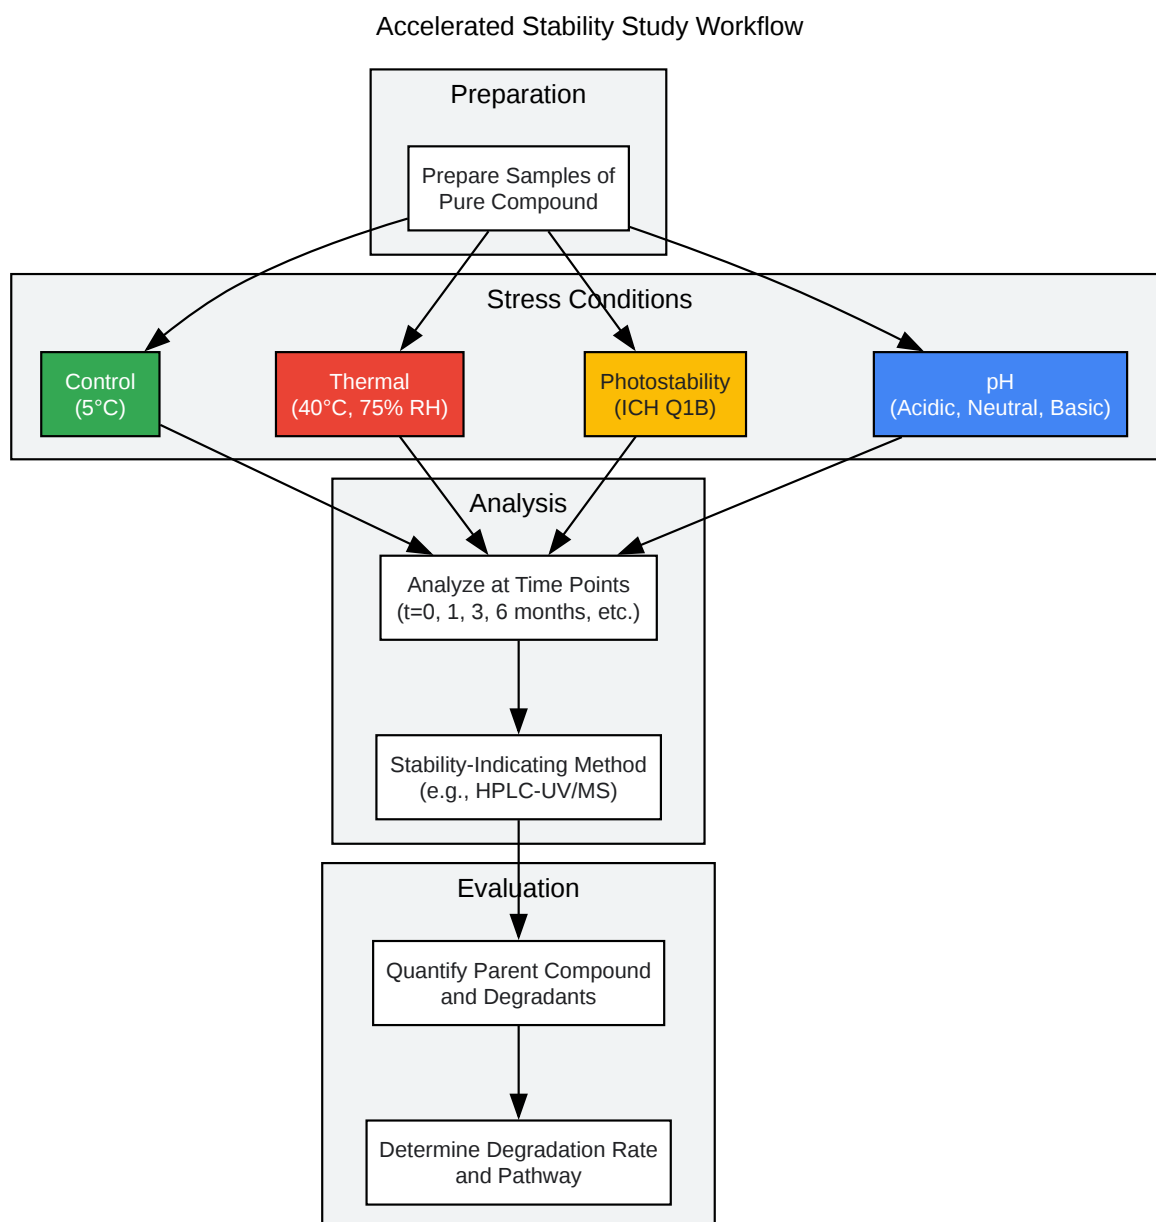 Accelerated Stability Study Workflow
Preparation
Prepare Samples of
Pure Compound
Stress Conditions
Control
(5°C)
Thermal
(40°C, 75% RH)
Photostability
(ICH Q1B)
pH
(Acidic, Neutral, Basic)
Analysis
Analyze at Time Points
(t=0, 1, 3, 6 months, etc.)
Stability-Indicating Method
(e.g., HPLC-UV/MS)
Evaluation
Quantify Parent Compound
and Degradants
Determine Degradation Rate
and Pathway